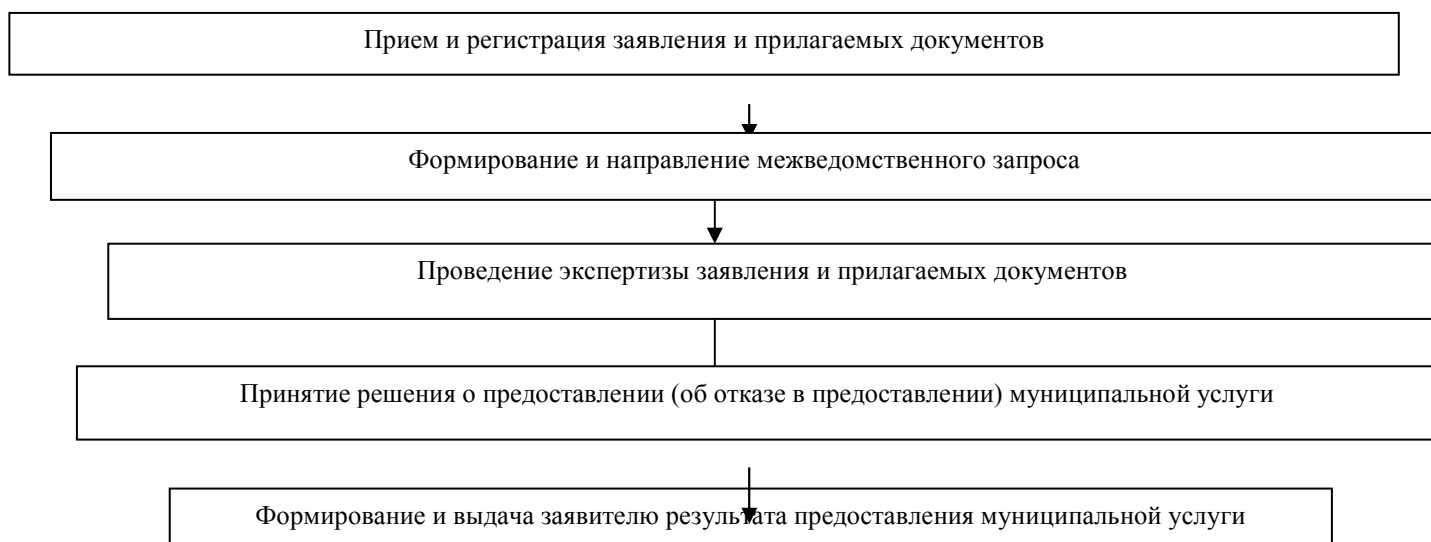 Прием и регистрация заявления и прилагаемых документов
Формирование и направление межведомственного запроса
Проведение экспертизы заявления и прилагаемых документов
Принятие решения о предоставлении (об отказе в предоставлении) муниципальной услуги
Формирование и выдача заявителю результата предоставления муниципальной услуги